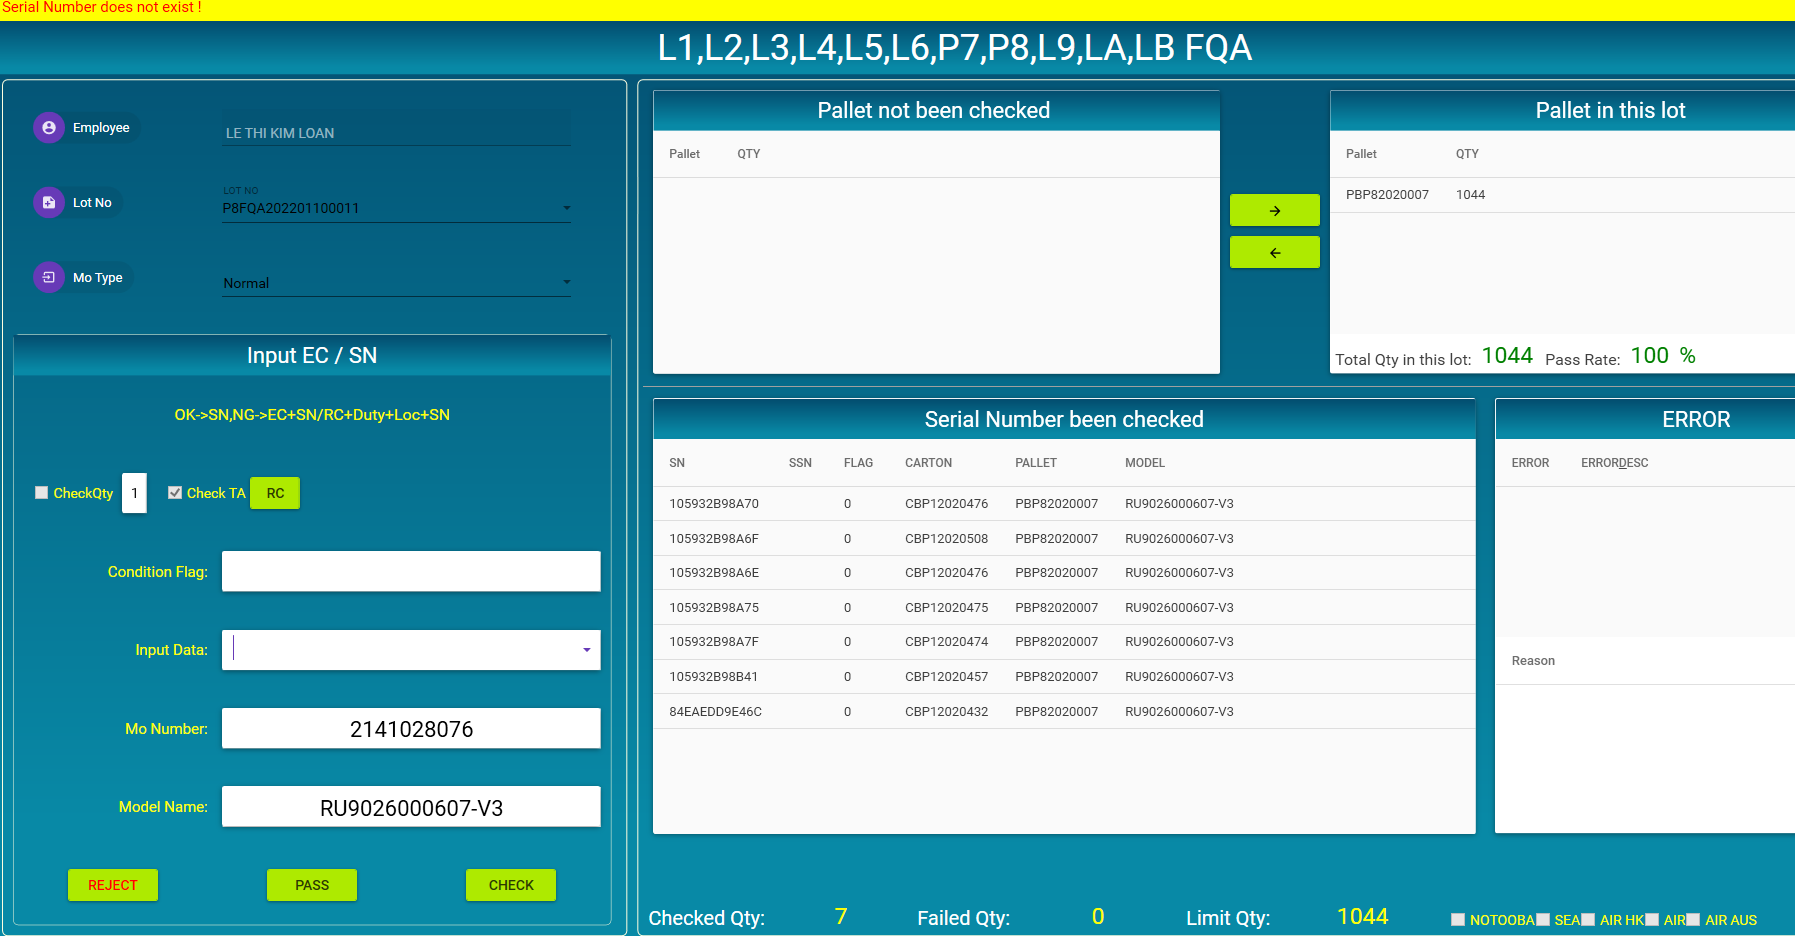 Serial Number does not exist !
L1,L2,L3,L4,L5,L6,P7,P8,L9,LA,LB FQA
Employee
LE THI KIM LOAN
Lot No
LOT NO
P8FQA202201100011
Mo Type
Normal
Input EC / SN
OK->SN,NG->EC+SN/RC+Duty+Loc+SN
CheckQty 1 Check TA RC
Condition Flag:
Input Data:
Mo Number: 2141028076
Model Name: RU9026000607-V3
REJECT PASS CHECK
Pallet not been checked
Pallet QTY
Pallet in this lot
Pallet QTY
PBP82020007 1044
Total Qty in this lot: 1044 Pass Rate: 100 %
Serial Number been checked
SN SSN FLAG CARTON PALLET MODEL
105932B98A70 0 CBP12020476 PBP82020007 RU9026000607-V3
105932B98A6F 0 CBP12020508 PBP82020007 RU9026000607-V3
105932B98A6E 0 CBP12020476 PBP82020007 RU9026000607-V3
105932B98A75 0 CBP12020475 PBP82020007 RU9026000607-V3
105932B98A7F 0 CBP12020474 PBP82020007 RU9026000607-V3
105932B98B41 0 CBP12020457 PBP82020007 RU9026000607-V3
84EAEDD9E46C 0 CBP12020432 PBP82020007 RU9026000607-V3
ERROR
ERROR ERRORDESC
Reason
Checked Qty: 7 Failed Qty: 0 Limit Qty: 1044
NOTOOBA SEA AIR HK AIR AIR AUS